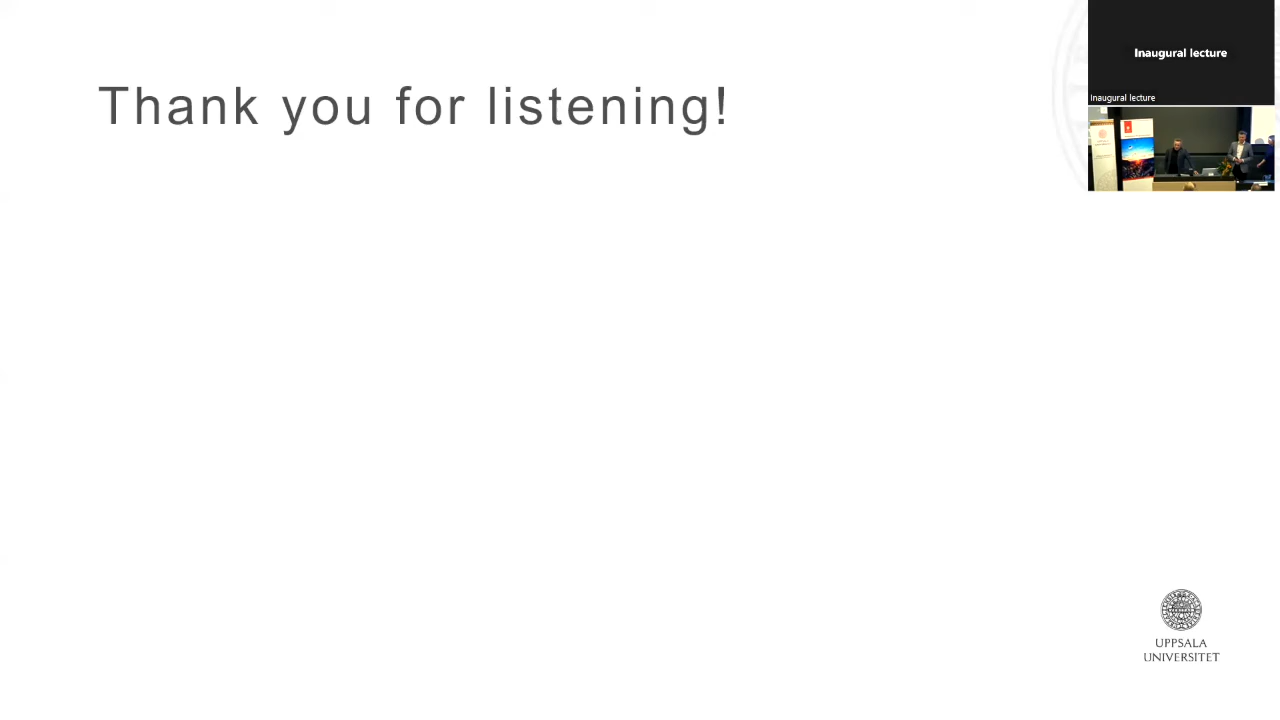 Thank you for listening!
Inaugural lecture
Inaugural lecture
UPPSALA
UNIVERSITET